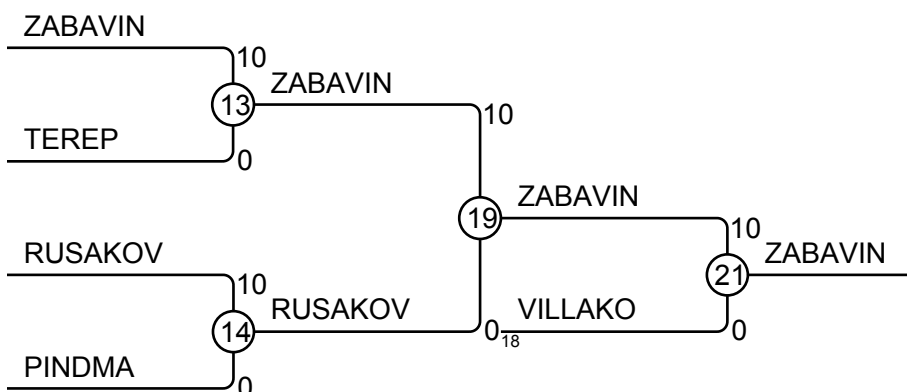 ZABAVIN
10
13
ZABAVIN
10
TEREP
0
19
ZABAVIN
10
RUSAKOV
10
21
ZABAVIN
14
RUSAKOV
0
18
VILLAKO
0
PINDMA
0